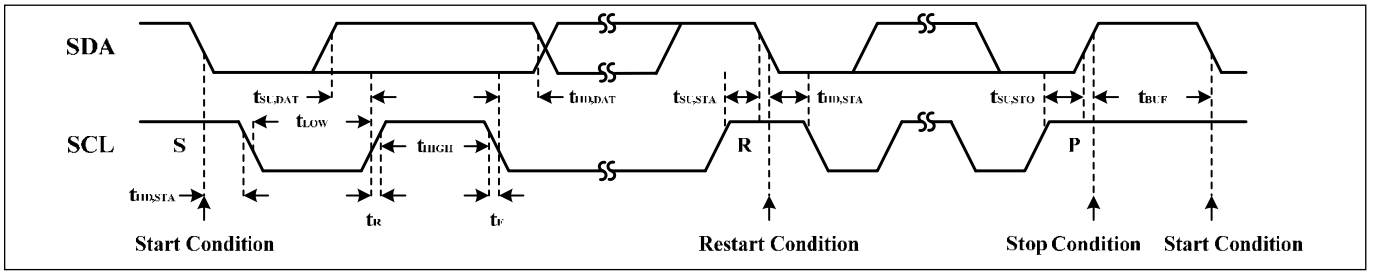 SDA
tSU,DAT tHD,DAT tSU,STA tHD,STA tSU,STO tBUF
tLOW
SCL S tHIGH R P
tHD,STA
tR tF
Start Condition Restart Condition Stop Condition Start Condition